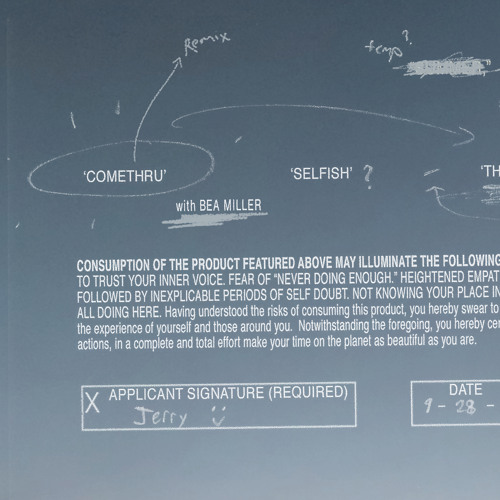 Remix
temp?
'COMETHRU'
'SELFISH' ?
'TH
with BEA MILLER
CONSUMPTION OF THE PRODUCT FEATURED ABOVE MAY ILLUMINATE THE FOLLOWING
TO TRUST YOUR INNER VOICE. FEAR OF "NEVER DOING ENOUGH." HEIGHTENED EMPAT
FOLLOWED BY INEXPLICABLE PERIODS OF SELF DOUBT. NOT KNOWING YOUR PLACE IN
ALL DOING HERE. Having understood the risks of consuming this product, you hereby swear to
the experience of yourself and those around you. Notwithstanding the foregoing, you hereby cer
actions, in a complete and total effort make your time on the planet as beautiful as you are.
X APPLICANT SIGNATURE (REQUIRED)
Jerry :)
DATE
9 - 28 -